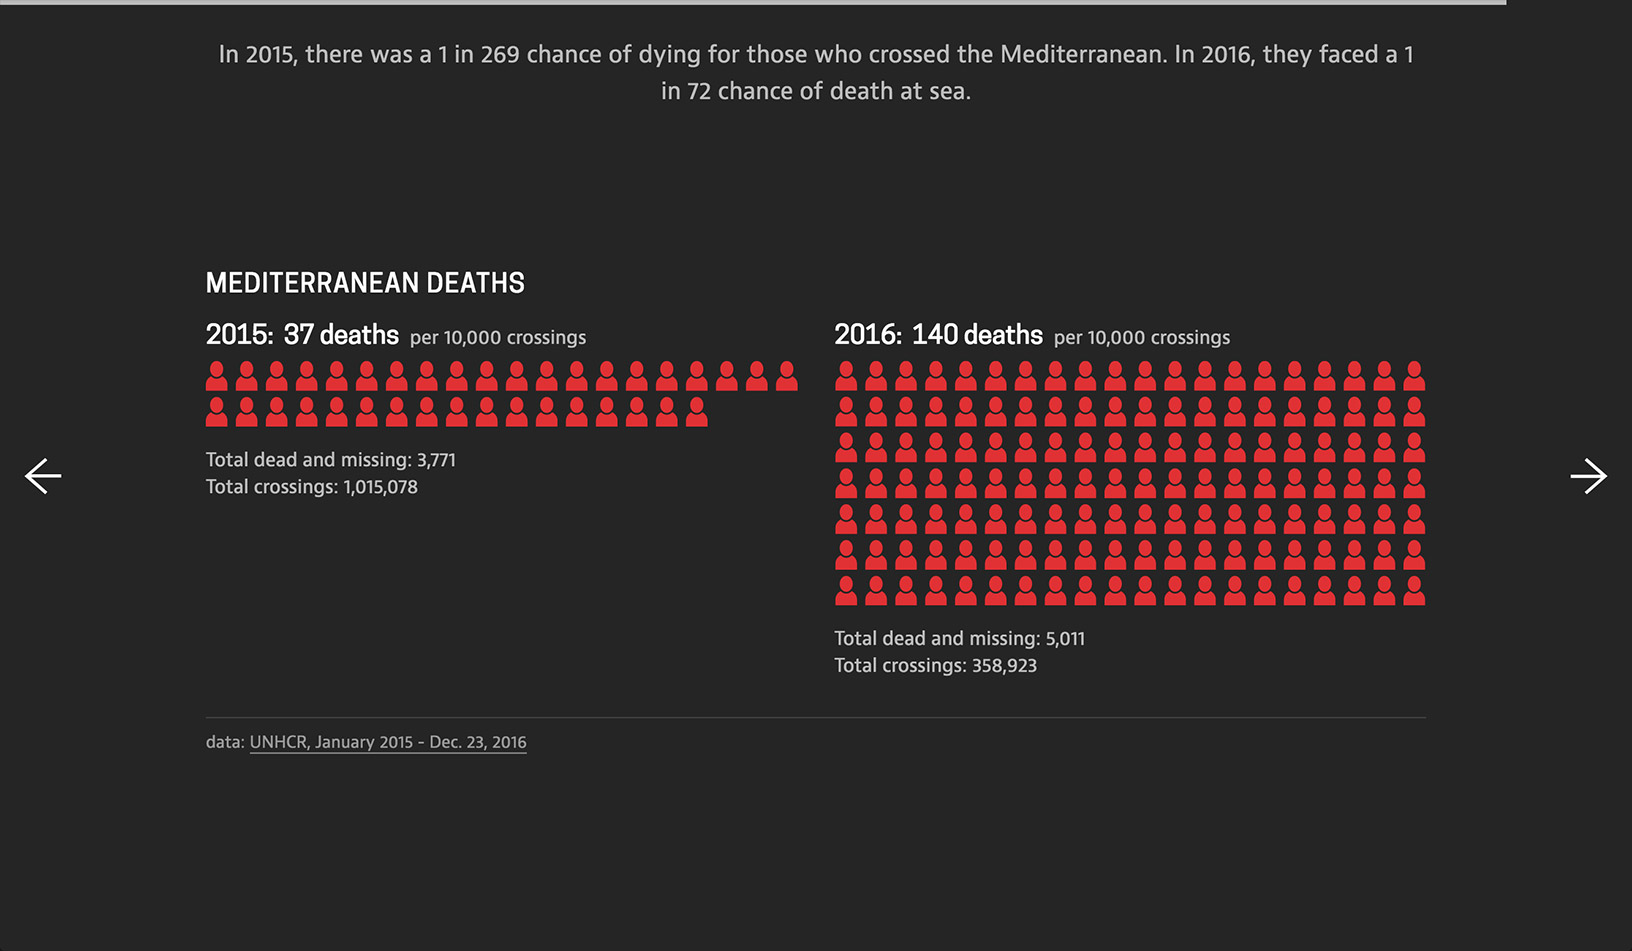 In 2015, there was a 1 in 269 chance of dying for those who crossed the Mediterranean. In 2016, they faced a 1
in 72 chance of death at sea.
MEDITERRANEAN DEATHS
2015: 37 deaths per 10,000 crossings
Total dead and missing: 3,771
Total crossings: 1,015,078
2016: 140 deaths per 10,000 crossings
Total dead and missing: 5,011
Total crossings: 358,923
data: UNHCR, January 2015 - Dec. 23, 2016